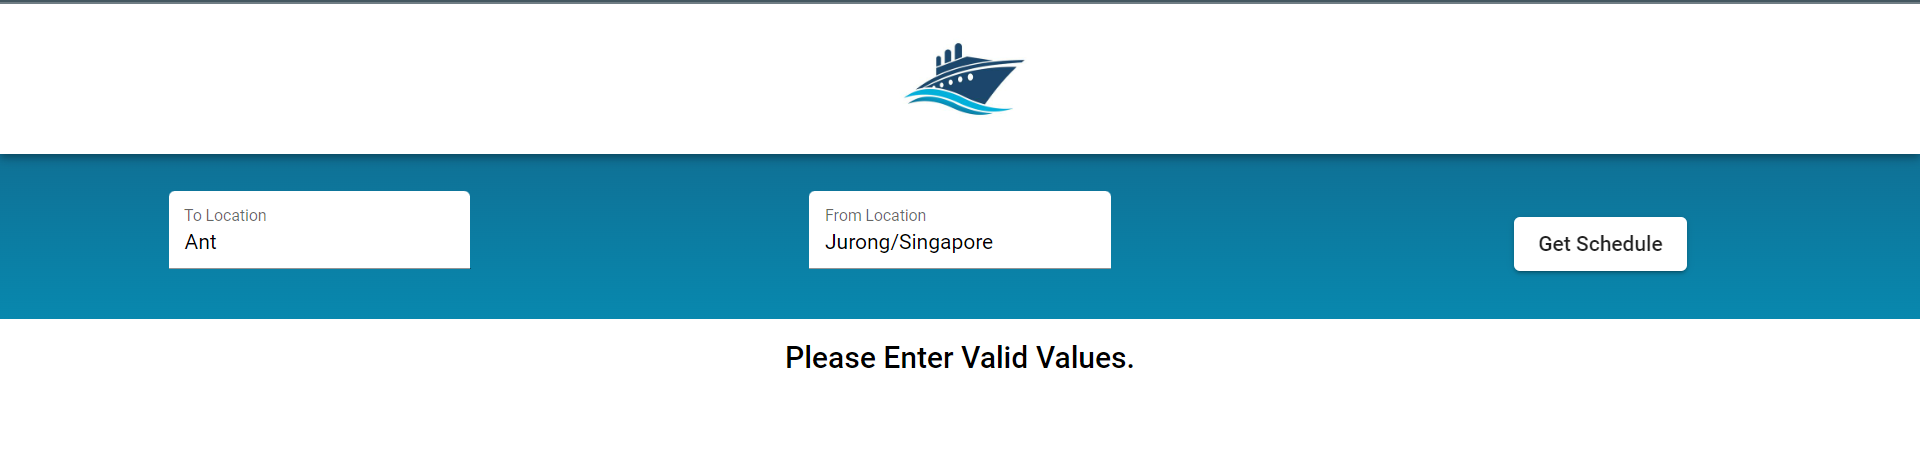 To Location
Ant
From Location
Jurong/Singapore
Get Schedule
Please Enter Valid Values.